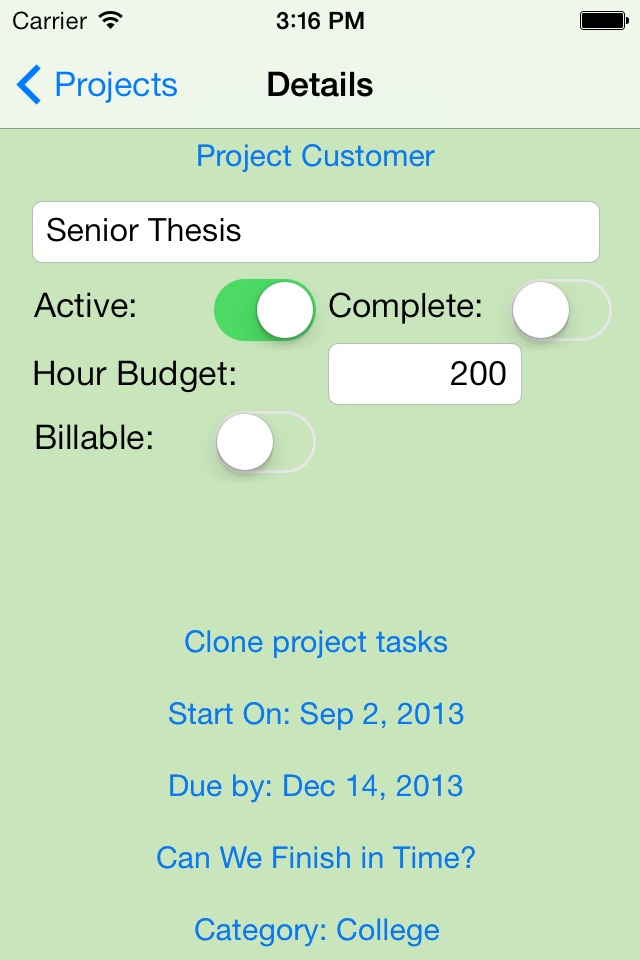 Carrier 3:16 PM
Projects Details
Project Customer
Senior Thesis
Active: Complete:
Hour Budget: 200
Billable:
Clone project tasks
Start On: Sep 2, 2013
Due by: Dec 14, 2013
Can We Finish in Time?
Category: College